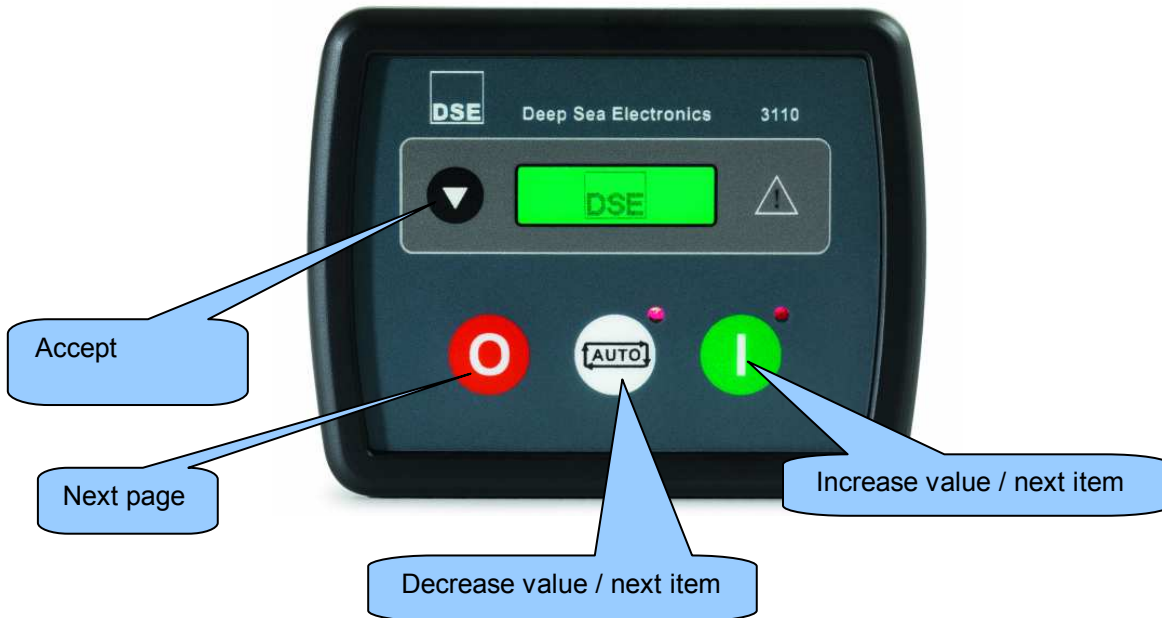 DSE Deep Sea Electronics 3110
DSE
Accept
O AUTO I
Next page
Increase value / next item
Decrease value / next item